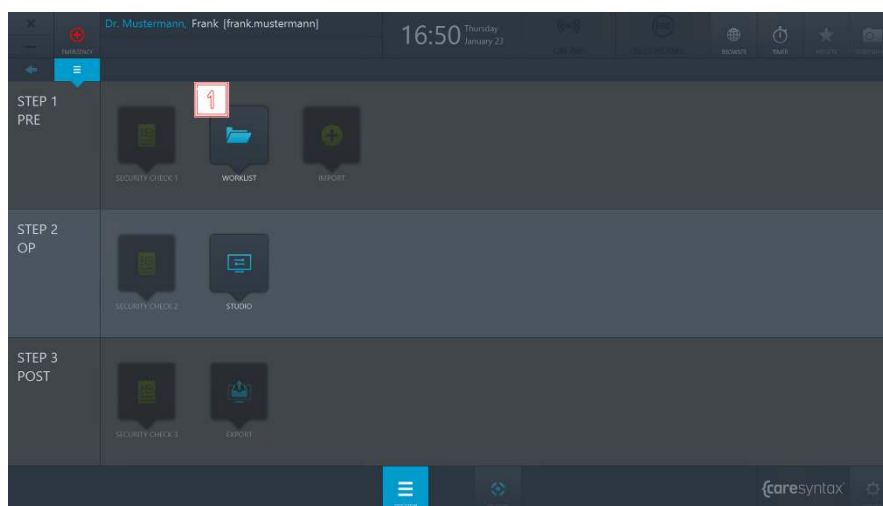 Dr. Mustermann, Frank [frank.mustermann]
16:50 Thursday
January 23
BROWSER
TIMER
STEP 1
PRE
1
SECURITY CHECK 1
WORKLIST
IMPORT
STEP 2
OP
SECURITY CHECK 2
STUDIO
STEP 3
POST
SECURITY CHECK 3
EXPORT
{caresyntax